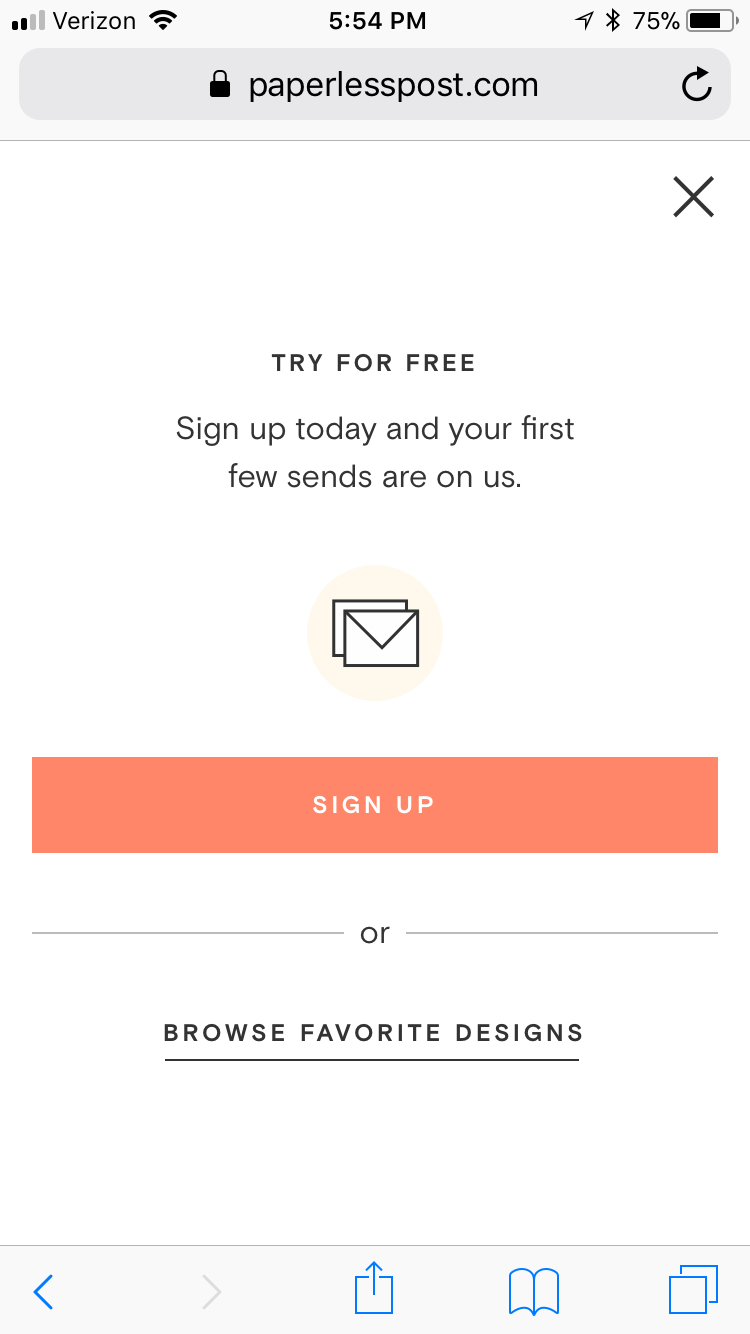 Verizon 5:54 PM 75%
paperlesspost.com
TRY FOR FREE
Sign up today and your first
few sends are on us.
SIGN UP
or
BROWSE FAVORITE DESIGNS